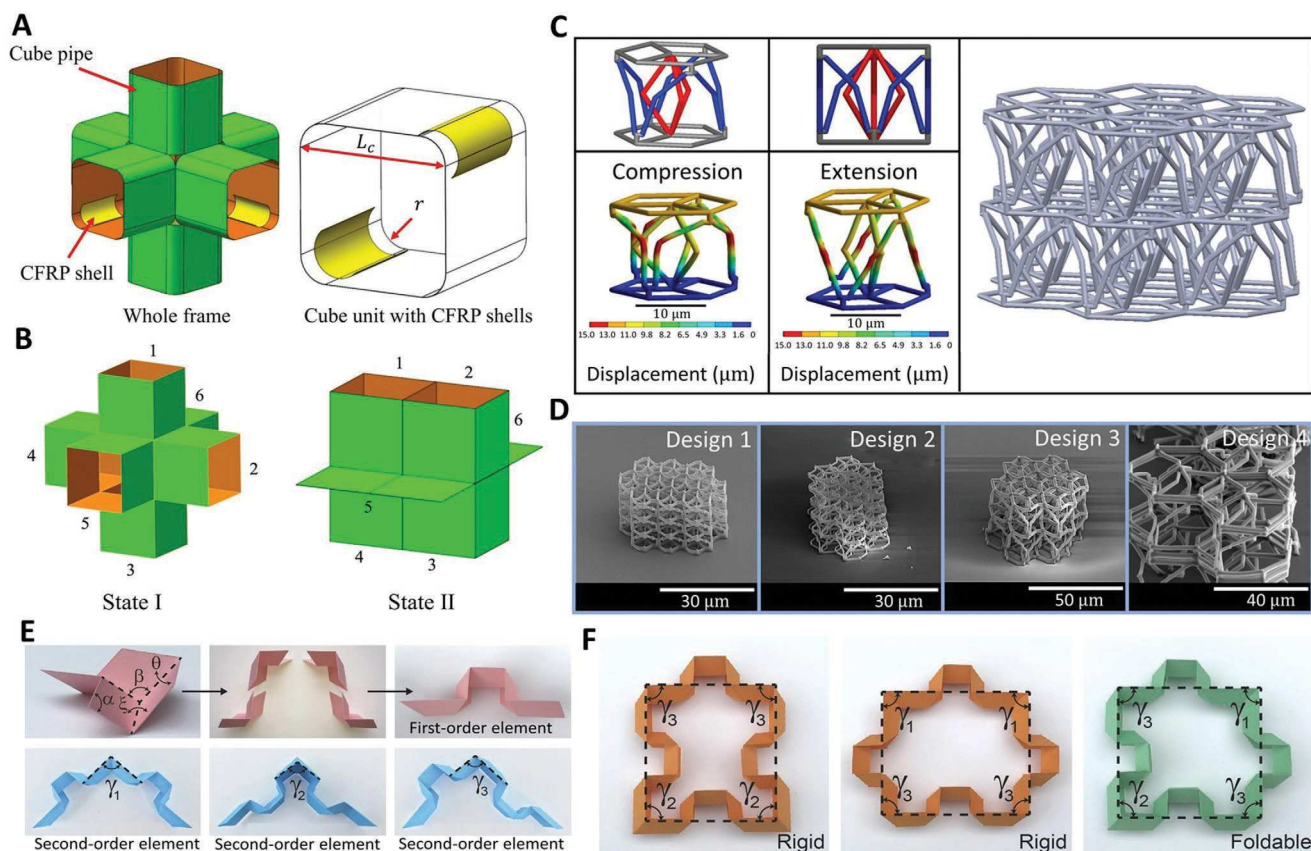 A
Cube pipe
CFRP shell
Whole frame
L_c
r
Cube unit with CFRP shells
B
1
6
4
2
5
3
State I
1
2
6
5
4
3
State II
C
Compression
Extension
10 μm
15.0 13.0 11.0 9.8 8.2 6.5 4.9 3.3 1.6 0
Displacement (μm)
10 μm
15.0 13.0 11.0 9.8 8.2 6.5 4.9 3.3 1.6 0
Displacement (μm)
D
Design 1
30 μm
Design 2
30 μm
Design 3
50 μm
Design 4
40 μm
E
α
ξ
β
θ
First-order element
γ1
Second-order element
γ2
Second-order element
γ3
Second-order element
F
γ3
γ3
γ2
γ2
Rigid
γ1
γ1
γ3
γ3
Rigid
γ3
γ1
γ2
γ3
Foldable